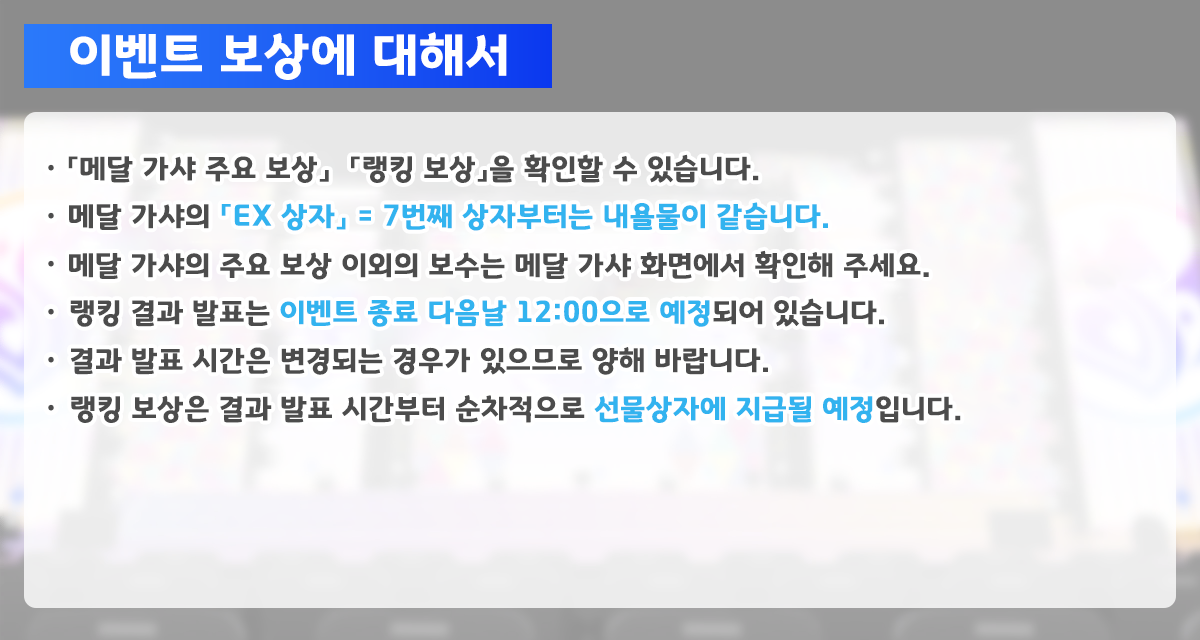 이벤트 보상에 대해서
· 「메달 가샤 주요 보상」 「랭킹 보상」을 확인할 수 있습니다.
· 메달 가샤의 「EX 상자」 = 7번째 상자부터는 내욜물이 같습니다.
· 메달 가샤의 주요 보상 이외의 보수는 메달 가샤 화면에서 확인해 주세요.
· 랭킹 결과 발표는 이벤트 종료 다음날 12:00으로 예정되어 있습니다.
· 결과 발표 시간은 변경되는 경우가 있으므로 양해 바랍니다.
· 랭킹 보상은 결과 발표 시간부터 순차적으로 선물상자에 지급될 예정입니다.